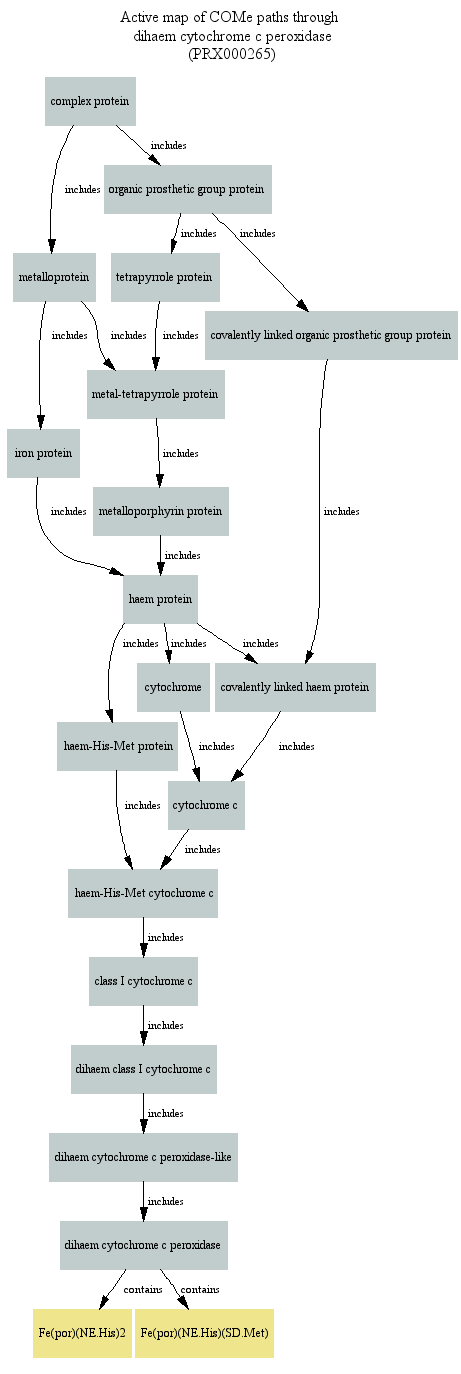 Active map of COMe paths through
dihaem cytochrome c peroxidase
(PRX000265)
complex protein
includes
includes
organic prosthetic group protein
includes
includes
metalloprotein
tetrapyrrole protein
covalently linked organic prosthetic group protein
includes
includes
includes
metal-tetrapyrrole protein
iron protein
includes
metalloporphyrin protein
includes
includes
includes
haem protein
includes
includes
includes
cytochrome
covalently linked haem protein
haem-His-Met protein
includes
includes
cytochrome c
includes
includes
haem-His-Met cytochrome c
includes
class I cytochrome c
includes
dihaem class I cytochrome c
includes
dihaem cytochrome c peroxidase-like
includes
dihaem cytochrome c peroxidase
contains
contains
Fe(por)(NE.His)2
Fe(por)(NE.His)(SD.Met)